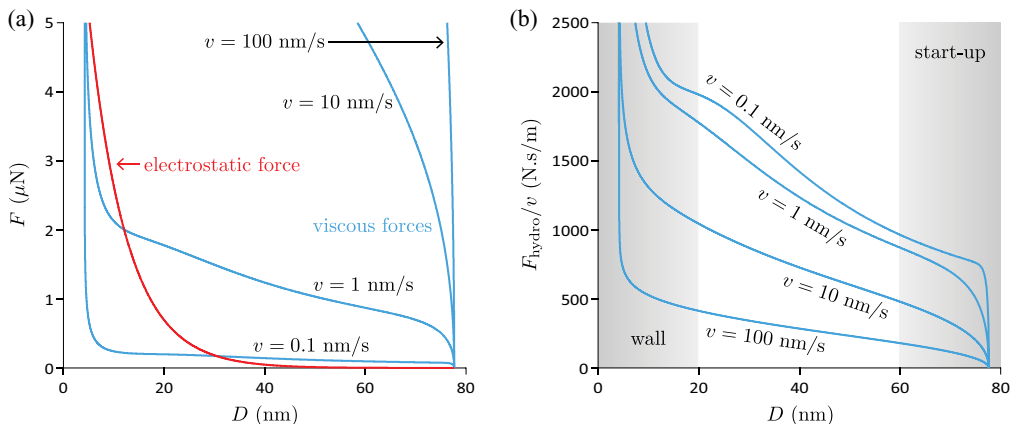 (a)
5
4
3
2
1
0
F (μN)
0 20 40 60 80
D (nm)
v = 100 nm/s
v = 10 nm/s
electrostatic force
viscous forces
v = 1 nm/s
v = 0.1 nm/s
(b)
2500
2000
1500
1000
500
0
F_hydro/v (N.s/m)
0 20 40 60 80
D (nm)
start-up
v = 0.1 nm/s
v = 1 nm/s
v = 10 nm/s
v = 100 nm/s
wall